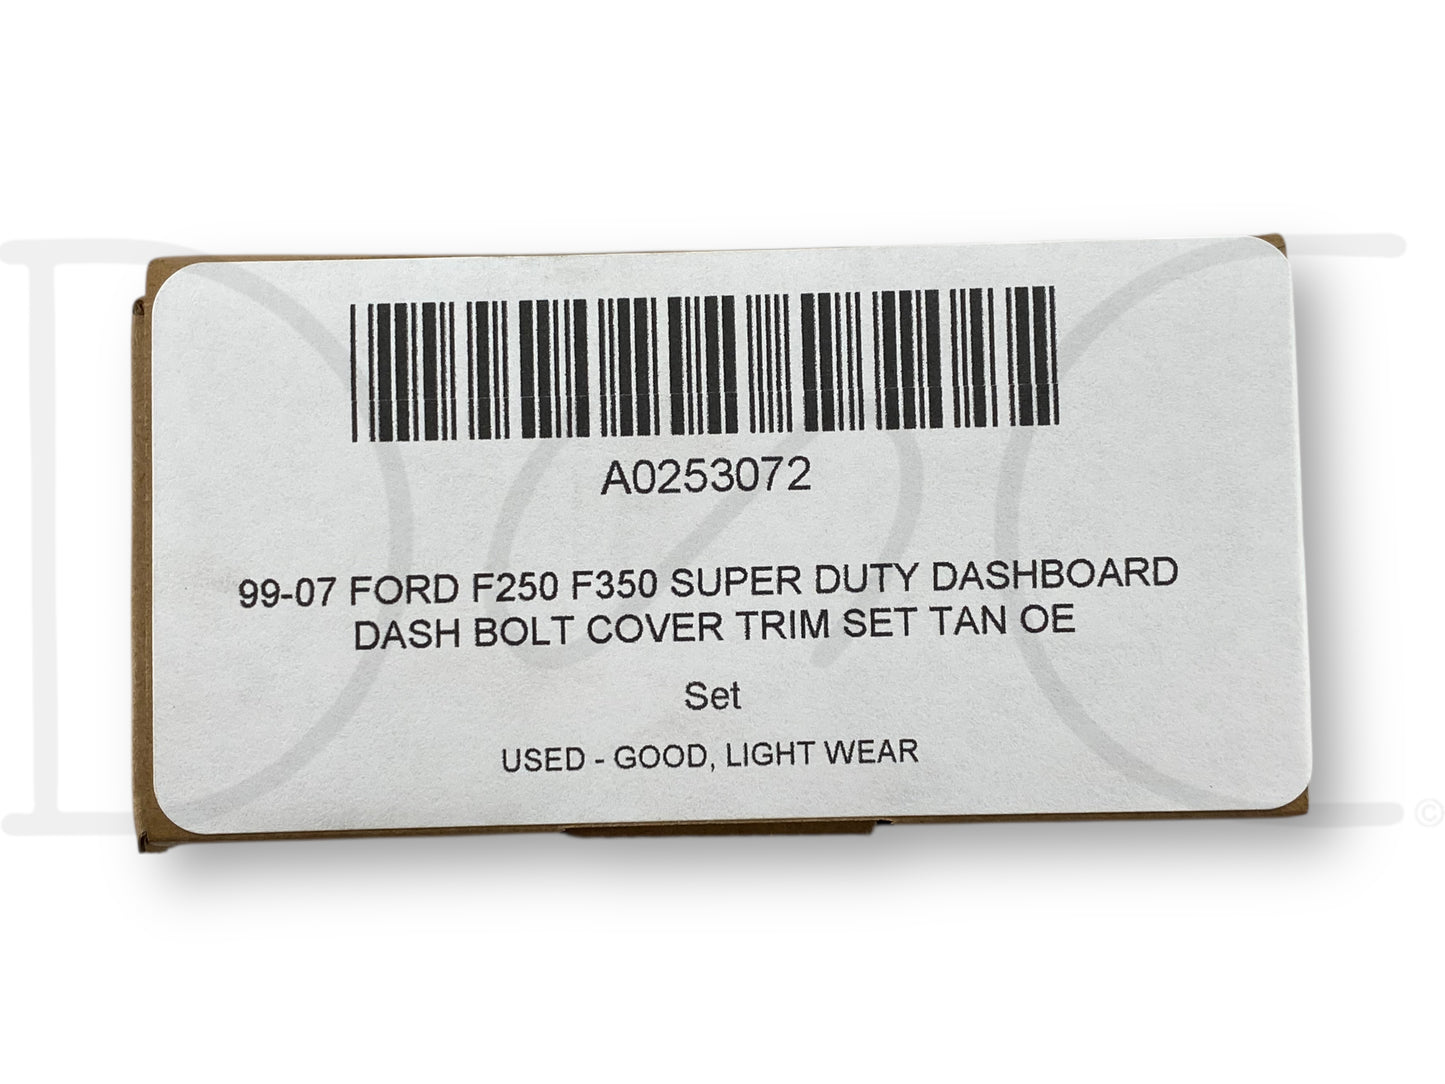 A0253072
99-07 FORD F250 F350 SUPER DUTY DASHBOARD
DASH BOLT COVER TRIM SET TAN OE
Set
USED - GOOD, LIGHT WEAR
©